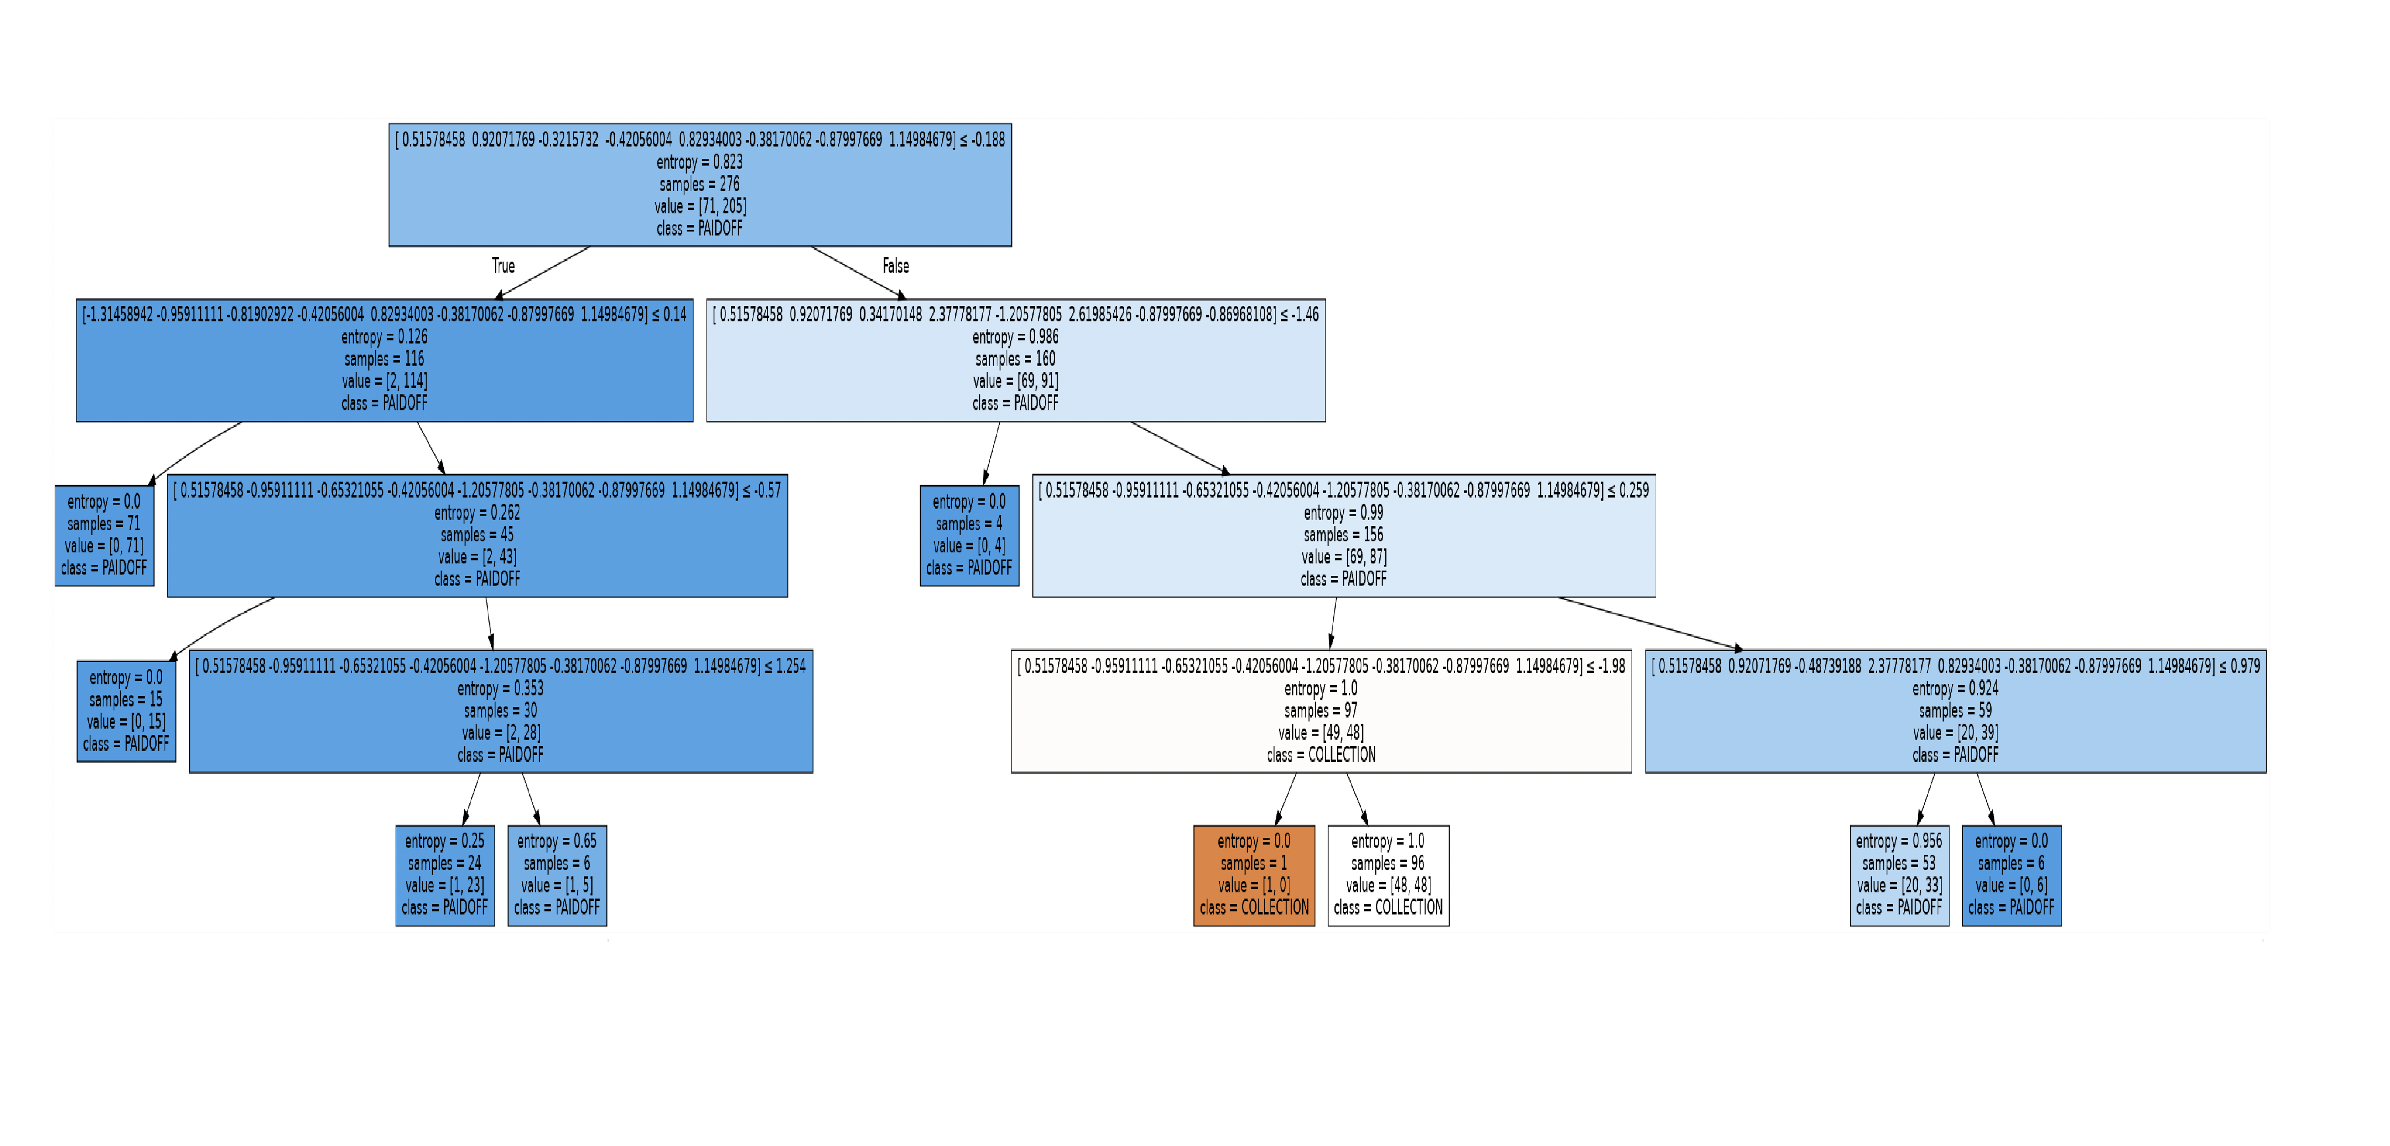 [ 0.51578458  0.92071769 -0.3215732  -0.42056004  0.82934003 -0.38170062 -0.87997669  1.14984679] ≤ -0.188
entropy = 0.823
samples = 276
value = [71, 205]
class = PAIDOFF
True
False
[-1.31458942 -0.95911111 -0.81902922 -0.42056004  0.82934003 -0.38170062 -0.87997669  1.14984679] ≤ 0.14
entropy = 0.126
samples = 116
value = [2, 114]
class = PAIDOFF
[ 0.51578458  0.92071769  0.34170148  2.37778177 -1.20577805  2.61985426 -0.87997669 -0.86968108] ≤ -1.46
entropy = 0.986
samples = 160
value = [69, 91]
class = PAIDOFF
entropy = 0.0
samples = 71
value = [0, 71]
class = PAIDOFF
[ 0.51578458 -0.95911111 -0.65321055 -0.42056004 -1.20577805 -0.38170062 -0.87997669  1.14984679] ≤ -0.57
entropy = 0.262
samples = 45
value = [2, 43]
class = PAIDOFF
entropy = 0.0
samples = 4
value = [0, 4]
class = PAIDOFF
[ 0.51578458 -0.95911111 -0.65321055 -0.42056004 -1.20577805 -0.38170062 -0.87997669  1.14984679] ≤ 0.259
entropy = 0.99
samples = 156
value = [69, 87]
class = PAIDOFF
entropy = 0.0
samples = 15
value = [0, 15]
class = PAIDOFF
[ 0.51578458 -0.95911111 -0.65321055 -0.42056004 -1.20577805 -0.38170062 -0.87997669  1.14984679] ≤ 1.254
entropy = 0.353
samples = 30
value = [2, 28]
class = PAIDOFF
[ 0.51578458 -0.95911111 -0.65321055 -0.42056004 -1.20577805 -0.38170062 -0.87997669  1.14984679] ≤ -1.98
entropy = 1.0
samples = 97
value = [49, 48]
class = COLLECTION
[ 0.51578458  0.92071769 -0.48739188  2.37778177  0.82934003 -0.38170062 -0.87997669  1.14984679] ≤ 0.979
entropy = 0.924
samples = 59
value = [20, 39]
class = PAIDOFF
entropy = 0.25
samples = 24
value = [1, 23]
class = PAIDOFF
entropy = 0.65
samples = 6
value = [1, 5]
class = PAIDOFF
entropy = 0.0
samples = 1
value = [1, 0]
class = COLLECTION
entropy = 1.0
samples = 96
value = [48, 48]
class = COLLECTION
entropy = 0.956
samples = 53
value = [20, 33]
class = PAIDOFF
entropy = 0.0
samples = 6
value = [0, 6]
class = PAIDOFF